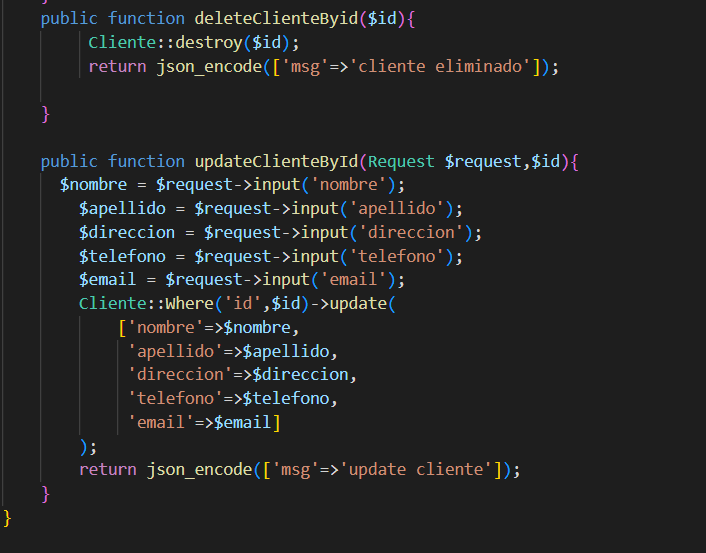 }
public function deleteClienteByid($id){
Cliente::destroy($id);
return json_encode(['msg'=>'cliente eliminado']);
}
public function updateClienteById(Request $request,$id){
$nombre = $request->input('nombre');
$apellido = $request->input('apellido');
$direccion = $request->input('direccion');
$telefono = $request->input('telefono');
$email = $request->input('email');
Cliente::Where('id',$id)->update(
['nombre'=>$nombre,
'apellido'=>$apellido,
'direccion'=>$direccion,
'telefono'=>$telefono,
'email'=>$email]
);
return json_encode(['msg'=>'update cliente']);
}
}